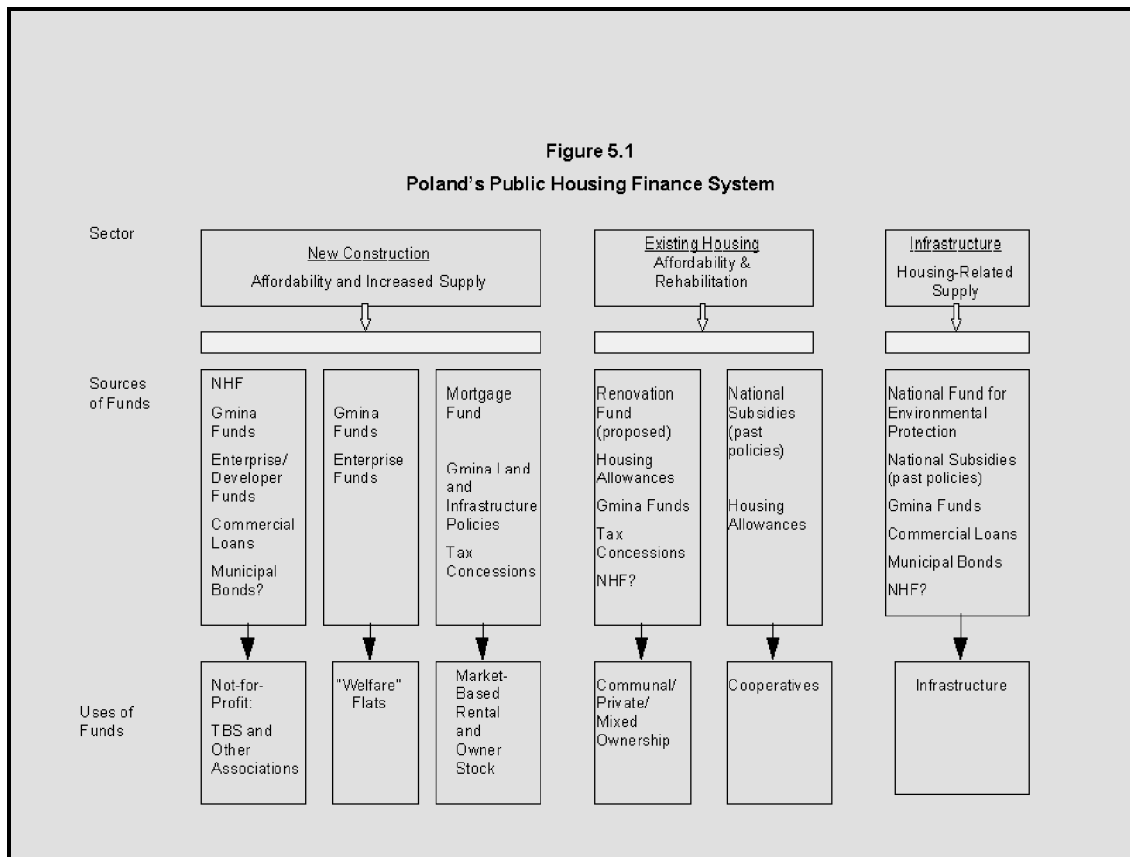 Figure 5.1
Poland's Public Housing Finance System
Sector
New Construction
Affordability and Increased Supply
Existing Housing
Affordability &
Rehabilitation
Infrastructure
Housing-Related
Supply
Sources
of Funds
NHF
Gmina
Funds
Enterprise/
Developer
Funds
Commercial
Loans
Municipal
Bonds?
Gmina
Funds
Enterprise
Funds
Mortgage
Fund
Gmina Land
and
Infrastructure
Policies
Tax
Concessions
Renovation
Fund
(proposed)
Housing
Allowances
Gmina Funds
Tax
Concessions
NHF?
National
Subsidies
(past
policies)
Housing
Allowances
National Fund for
Environmental
Protection
National Subsidies
(past policies)
Gmina Funds
Commercial Loans
Municipal Bonds
NHF?
Uses of
Funds
Not-for-
Profit:
TBS and
Other
Associations
"Welfare"
Flats
Market-
Based
Rental
and
Owner
Stock
Communal/
Private/
Mixed
Ownership
Cooperatives
Infrastructure